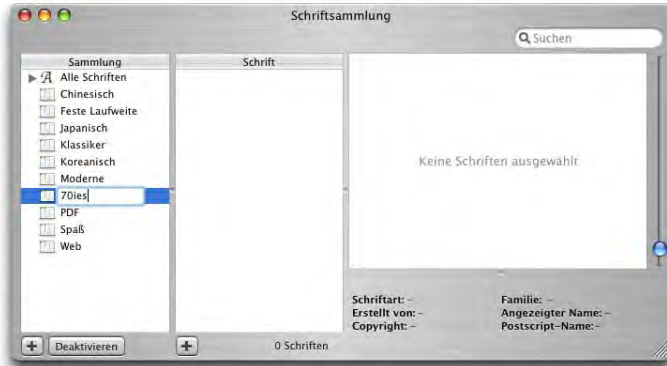 Schriftsammlung
Suchen
Sammlung
Alle Schriften
Chinesisch
Feste Laufweite
Japanisch
Klassiker
Koreanisch
Moderne
70ies
PDF
Spaß
Web
+ Deaktivieren
Schrift
+ 0 Schriften
Keine Schriften ausgewählt
Schriftart: –
Erstellt von: –
Copyright: –
Familie: –
Angezeigter Name: –
Postscript-Name: –